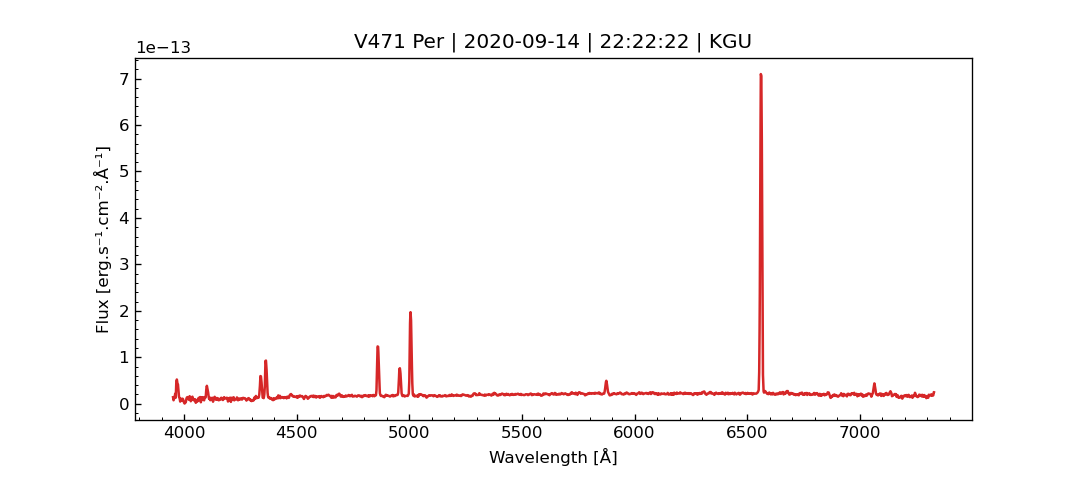 V471 Per | 2020-09-14 | 22:22:22 | KGU
1e−13
7
6
5
4
3
2
1
0
Flux [erg.s⁻¹.cm⁻².Å⁻¹]
4000 4500 5000 5500 6000 6500 7000
Wavelength [Å]